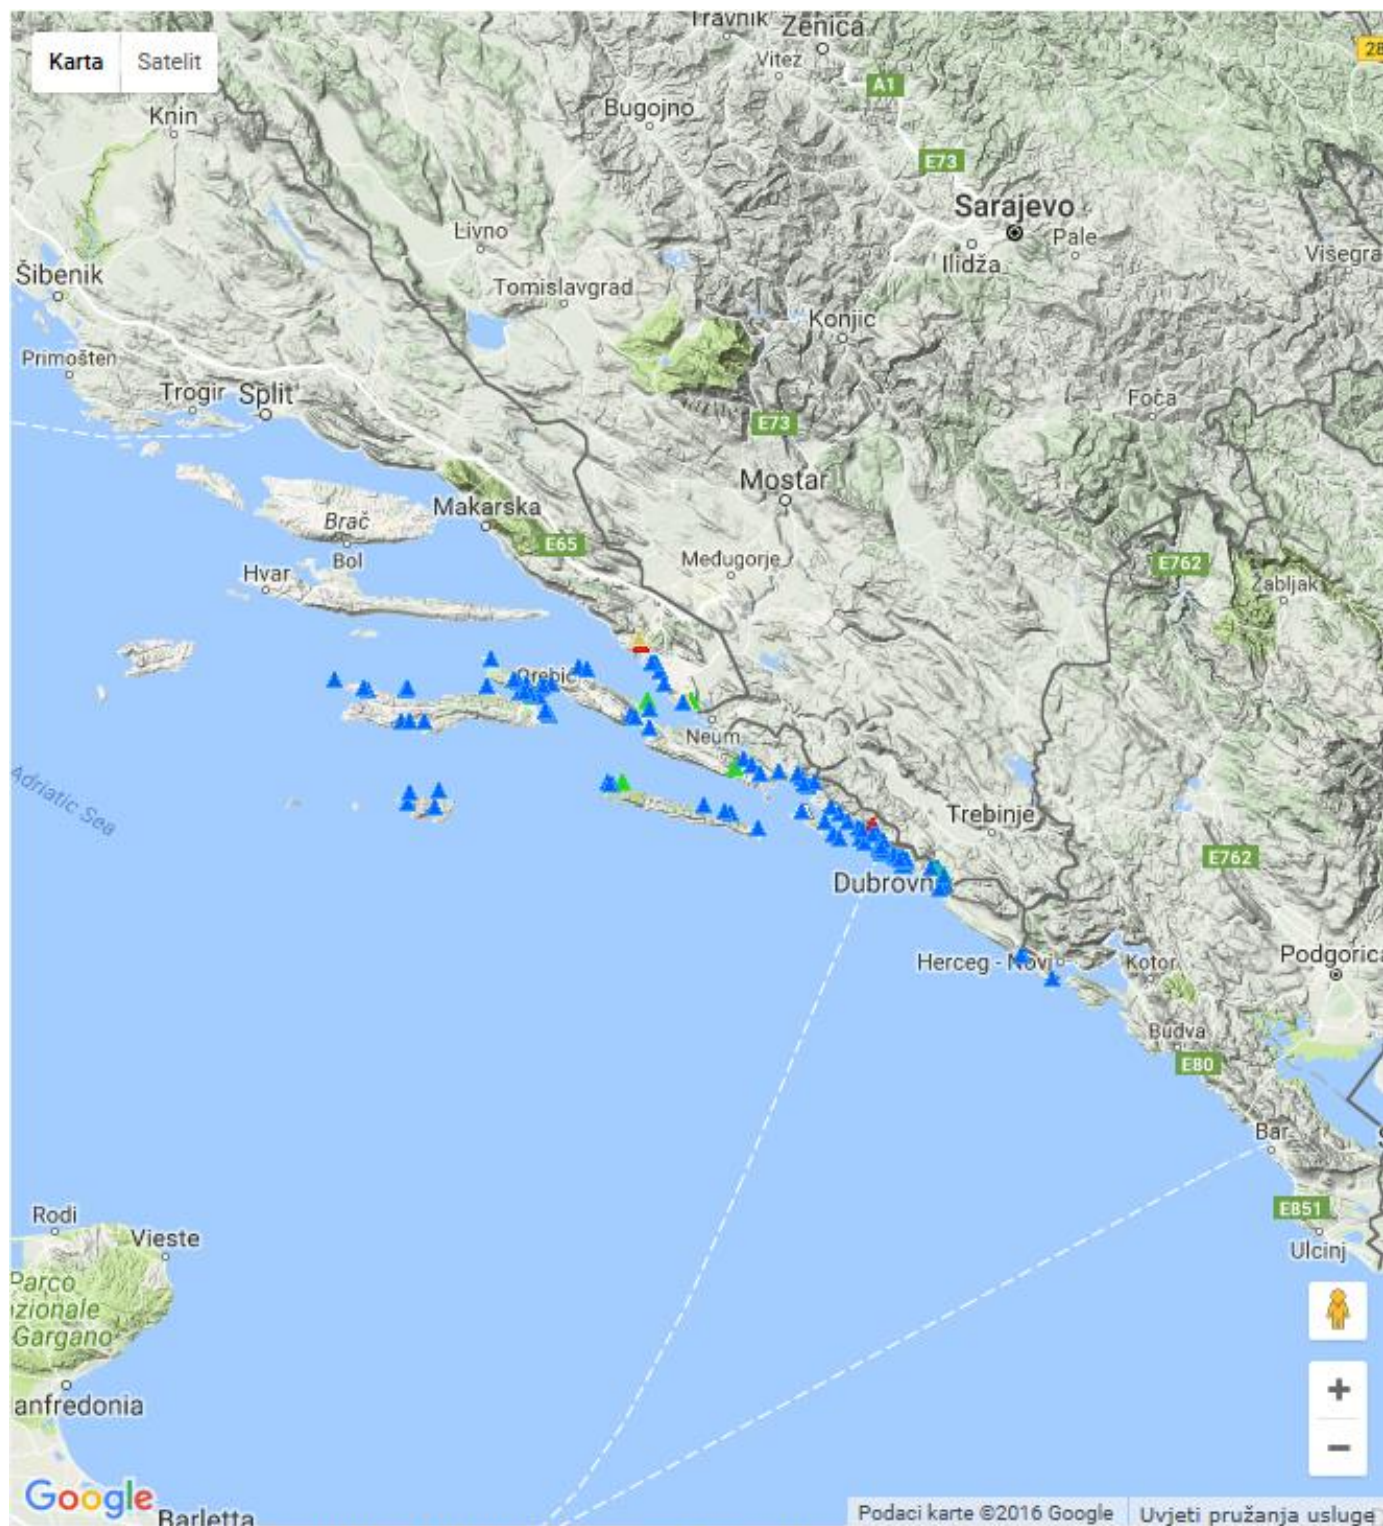 Travnik
Zenica
28
Karta Satelit
Vitez
A1
Bugojno
Knin
E73
Sarajevo
Pale
Livno
Ilidža
Višegra
Šibenik
Tomislavgrad
Konjic
Primošten
Trogir Split
Foča
E73
Mostar
Makarska
Brač
E65
Bol
Međugorje
E762
Hvar
Žabljak
Orebić
Neum
Adriatic Sea
Trebinje
E762
Dubrovn
Herceg - Novi
Kotor
Podgorica
Budva
E80
Bar
E851
Rodi
Vieste
Ulcinj
Parco
zionale
Gargano
anfredonia
Google
Barletta
Podaci karte ©2016 Google Uvjeti pružanja usluge